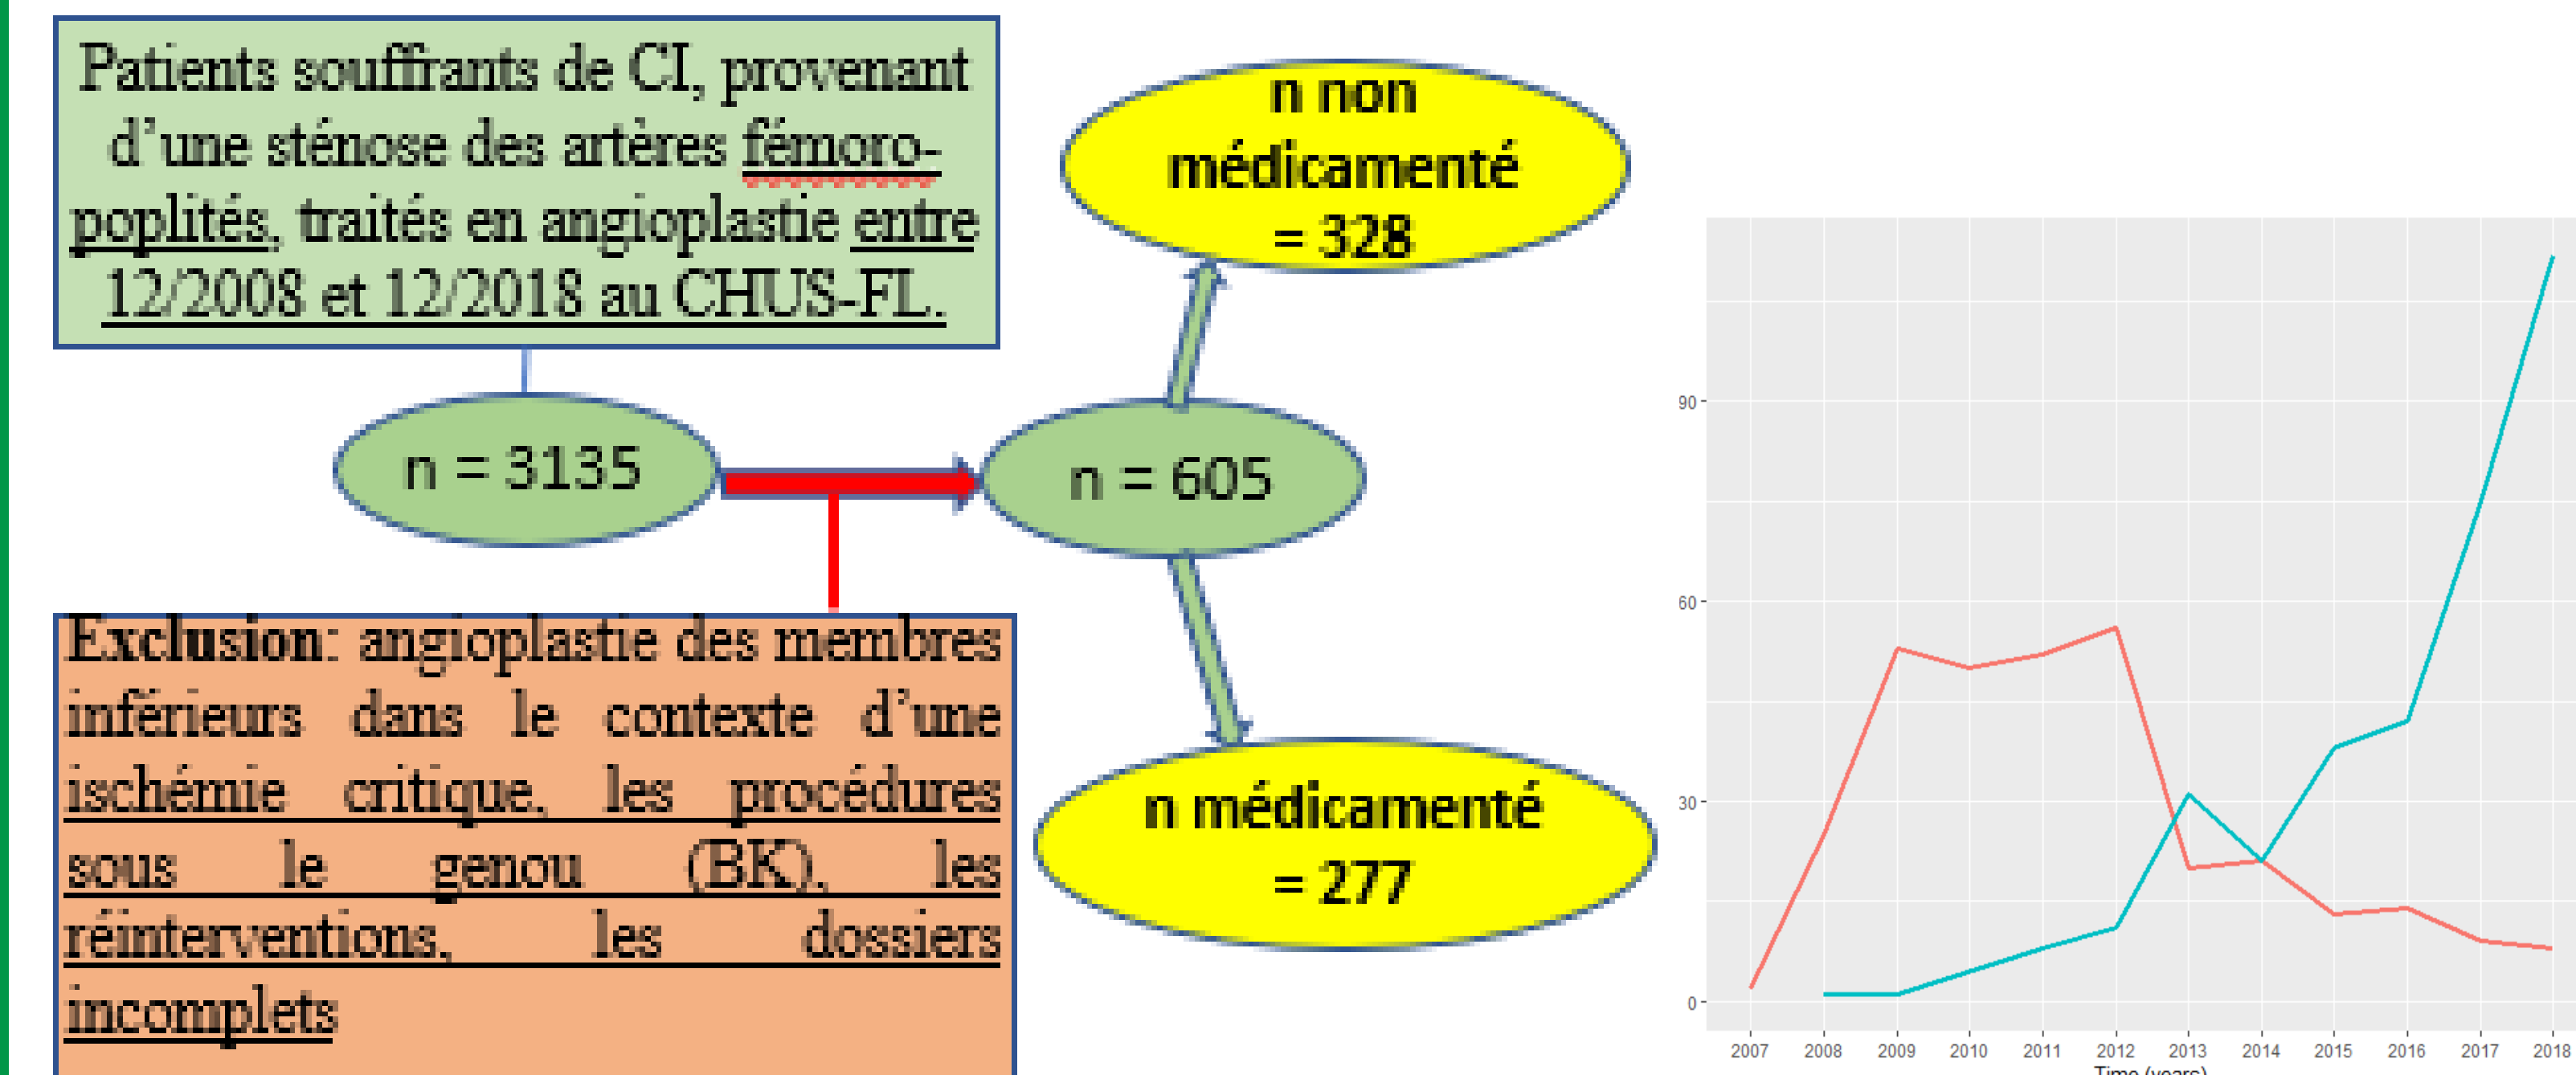 Patients souffrants de CI, provenant
d’une sténose des artères fémoro-
poplités, traités en angioplastie entre
12/2008 et 12/2018 au CHUS-FL.
n = 3135
Exclusion: angioplastie des membres
inférieurs dans le contexte d’une
ischémie critique, les procédures
sous le genou (BK), les
réinterventions, les dossiers
incomplets
n non
médicamenté
= 328
n = 605
n médicamenté
= 277
90
60
30
0
2007 2008 2009 2010 2011 2012 2013 2014 2015 2016 2017 2018
Time (years)